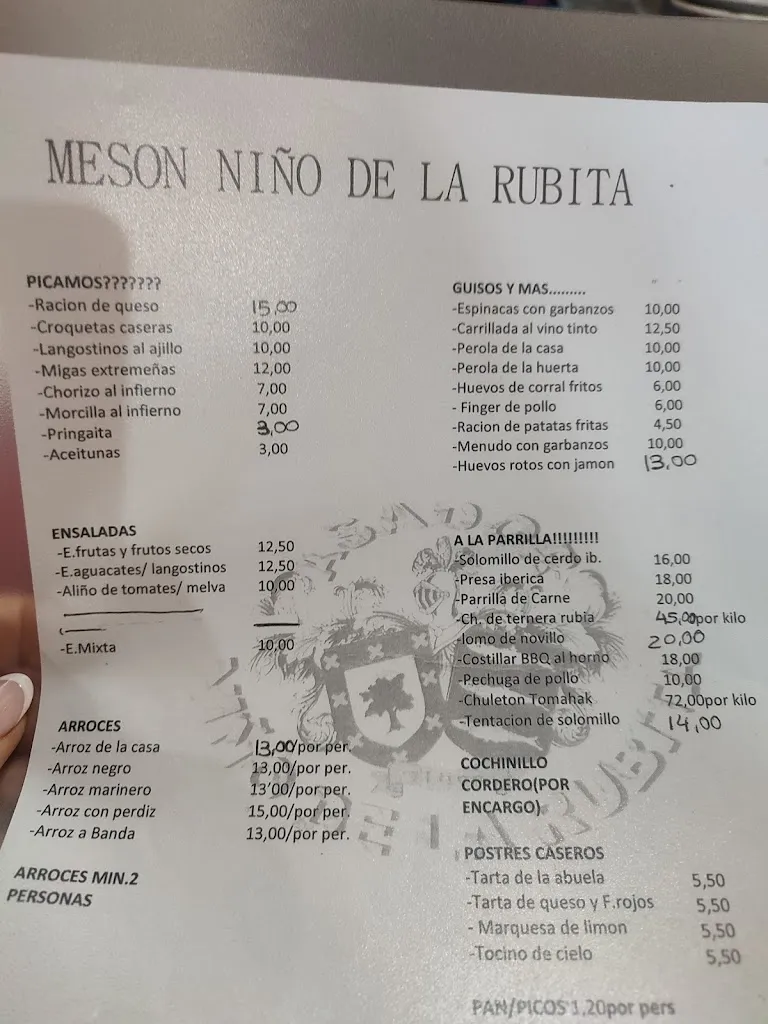 MESON NIÑO DE LA RUBITA
PICAMOS???????
-Racion de queso 15,00
-Croquetas caseras 10,00
-Langostinos al ajillo 10,00
-Migas extremeñas 12,00
-Chorizo al infierno 7,00
-Morcilla al infierno 7,00
-Pringaita 3,00
-Aceitunas 3,00
ENSALADAS
-E.frutas y frutos secos 12,50
-E.aguacates/ langostinos 12,50
-Aliño de tomates/ melva 10,00
-E.Mixta 10,00
ARROCES
-Arroz de la casa 13,00/por per.
-Arroz negro 13,00/por per.
-Arroz marinero 13'00/por per.
-Arroz con perdiz 15,00/por per.
-Arroz a Banda 13,00/por per.
ARROCES MIN.2
PERSONAS
GUISOS Y MAS.........
-Espinacas con garbanzos 10,00
-Carrillada al vino tinto 12,50
-Perola de la casa 10,00
-Perola de la huerta 10,00
-Huevos de corral fritos 6,00
- Finger de pollo 6,00
-Racion de patatas fritas 4,50
-Menudo con garbanzos 10,00
-Huevos rotos con jamon 13,00
A LA PARRILLA!!!!!!!!!
-Solomillo de cerdo ib. 16,00
-Presa iberica 18,00
-Parrilla de Carne 20,00
-Ch. de ternera rubia 45,00por kilo
-lomo de novillo 20,00
-Costillar BBQ al horno 18,00
-Pechuga de pollo 10,00
-Chuleton Tomahak 72,00por kilo
-Tentacion de solomillo 14,00
COCHINILLO
CORDERO(POR
ENCARGO)
POSTRES CASEROS
-Tarta de la abuela 5,50
-Tarta de queso y F.rojos 5,50
- Marquesa de limon 5,50
-Tocino de cielo 5,50
PAN/PICOS 1,20por pers